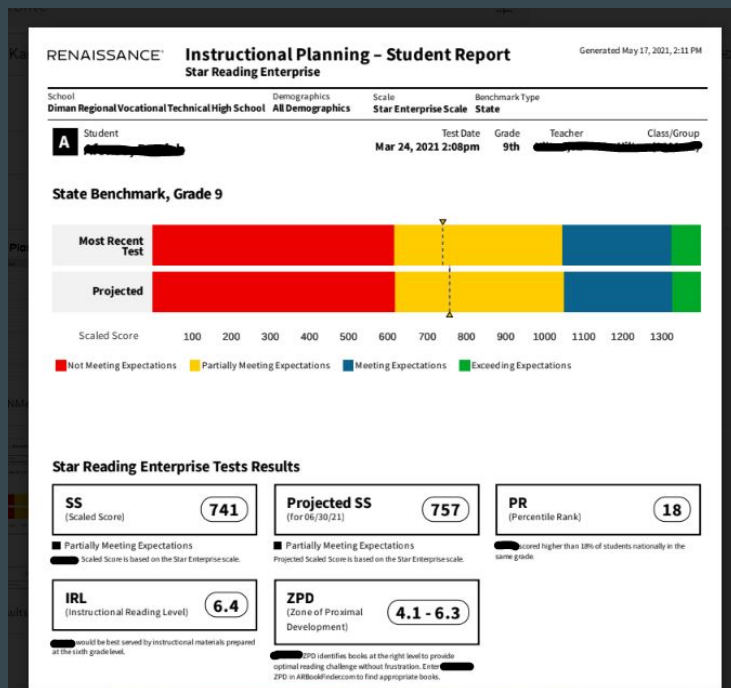 RENAISSANCE
Instructional Planning – Student Report
Generated May 17, 2021, 2:11 PM
Star Reading Enterprise
School Demographics Scale Benchmark Type
Diman Regional Vocational Technical High School All Demographics Star Enterprise Scale State
A Student Test Date Grade Teacher Class/Group
Mar 24, 2021 2:08pm 9th
State Benchmark, Grade 9
Most Recent
Test
Projected
Scaled Score 100 200 300 400 500 600 700 800 900 1000 1100 1200 1300
Not Meeting Expectations Partially Meeting Expectations Meeting Expectations Exceeding Expectations
Star Reading Enterprise Tests Results
SS
(Scaled Score)
741
Partially Meeting Expectations
Scaled Score is based on the Star Enterprise scale.
Projected SS
(for 06/30/21)
757
Partially Meeting Expectations
Projected Scaled Score is based on the Star Enterprise scale.
PR
(Percentile Rank)
18
scored higher than 18% of students nationally in the
same grade.
IRL
(Instructional Reading Level)
6.4
would be best served by instructional materials prepared
at the sixth grade level.
ZPD
(Zone of Proximal
Development)
4.1 - 6.3
ZPD identifies books at the right level to provide
optimal reading challenge without frustration. Enter
ZPD in ARBookFinder.com to find appropriate books.